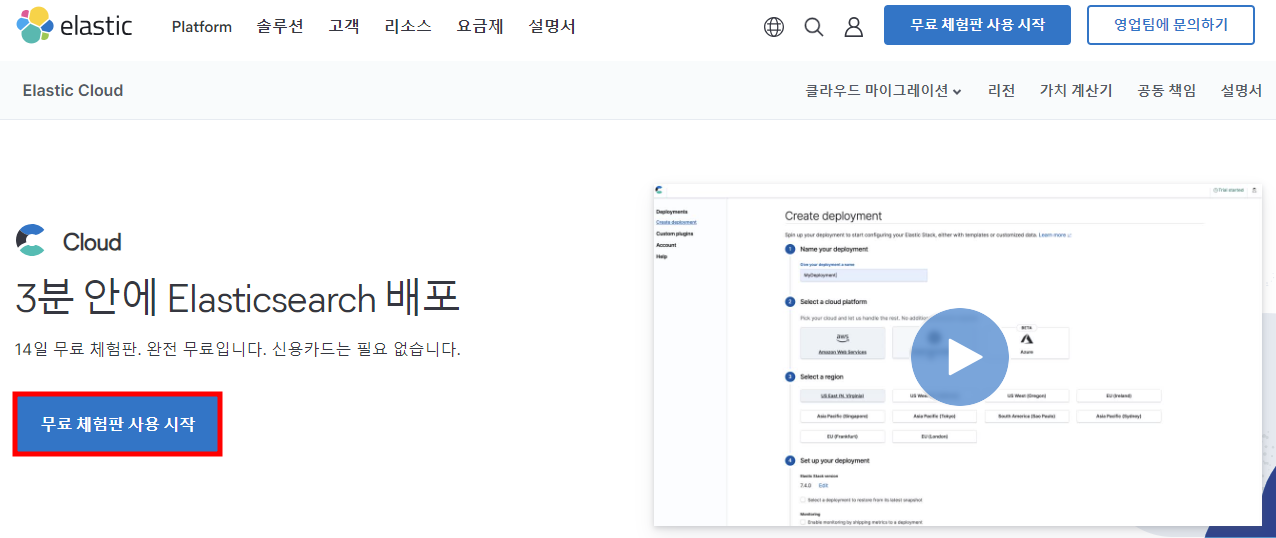 elastic Platform 솔루션 고객 리소스 요금제 설명서 무료 체험판 사용 시작 영업팀에 문의하기
Elastic Cloud 클라우드 마이그레이션 리전 가치 계산기 공동 책임 설명서
Cloud
3분 안에 Elasticsearch 배포
14일 무료 체험판. 완전 무료입니다. 신용카드는 필요 없습니다.
무료 체험판 사용 시작
Trial started
Deployments
Create deployment
Custom plugins
Account
Help
Create deployment
Spin up your deployment to start configuring your Elastic Stack, either with templates or customized data. Learn more
1 Name your deployment
Give your deployment a name
MyDeployment
2 Select a cloud platform
Pick your cloud and let us handle the rest. No addition
BETA
aws
Amazon Web Services Azure
3 Select a region
US East (N. Virginia) US We US West (Oregon) EU (Ireland)
Asia Pacific (Singapore) Asia Pacific (Tokyo) South America (Sao Paulo) Asia Pacific (Sydney)
EU (Frankfurt) EU (London)
4 Set up your deployment
Elastic Stack version
7.4.0 Edit
Select a deployment to restore from its latest snapshot
Monitoring
Enable monitoring by shipping metrics to a deployment